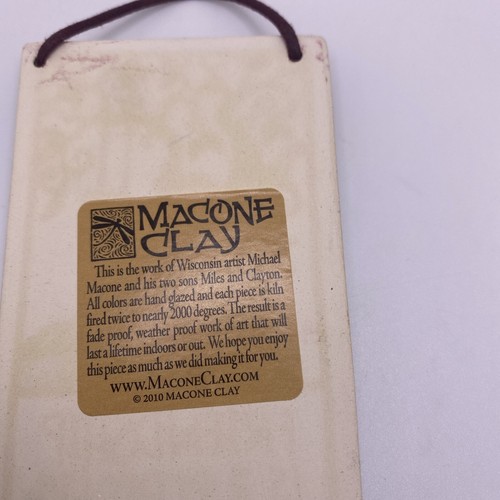 MACONE
CLAY
This is the work of Wisconsin artist Michael
Macone and his two sons Miles and Clayton.
All colors are hand glazed and each piece is kiln
fired twice to nearly 2000 degrees. The result is a
fade proof, weather proof work of art that will
last a lifetime indoors or out. We hope you enjoy
this piece as much as we did making it for you.
WWW.MACONECLAY.COM
© 2010 MACONE CLAY